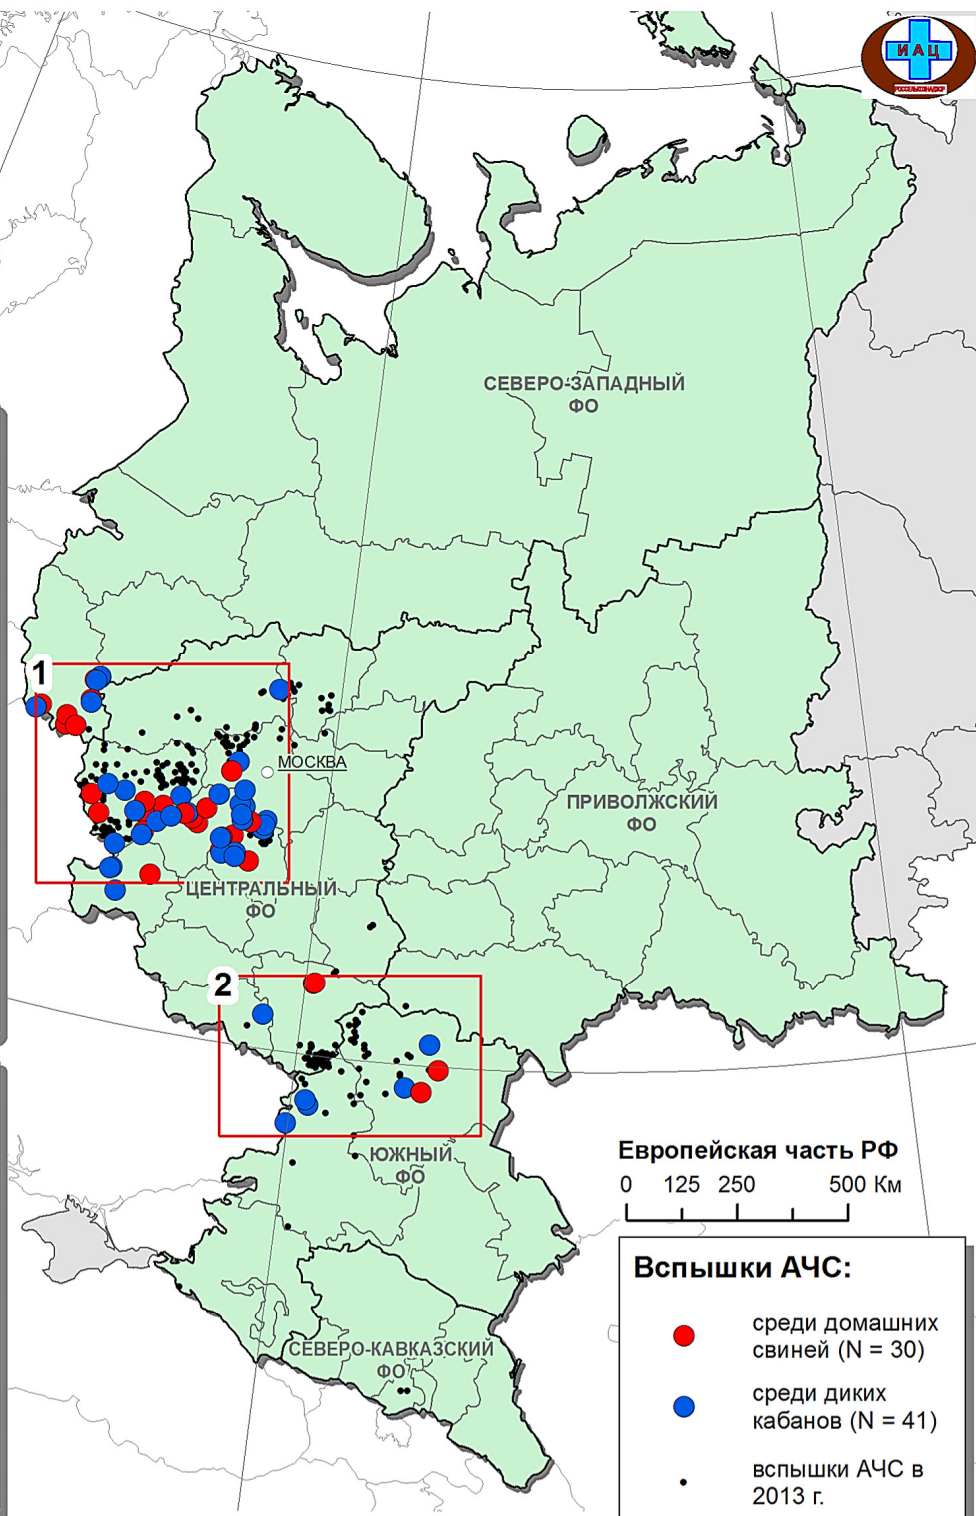 ИАЦ
РОССЕЛЬХОЗНАДЗОР
СЕВЕРО-ЗАПАДНЫЙ
ФО
1
МОСКВА
ПРИВОЛЖСКИЙ
ФО
ЦЕНТРАЛЬНЫЙ
ФО
2
ЮЖНЫЙ
ФО
Европейская часть РФ
0 125 250 500 Км
Вспышки АЧС:
среди домашних
свиней (N = 30)
среди диких
кабанов (N = 41)
вспышки АЧС в
2013 г.
СЕВЕРО-КАВКАЗСКИЙ
ФО